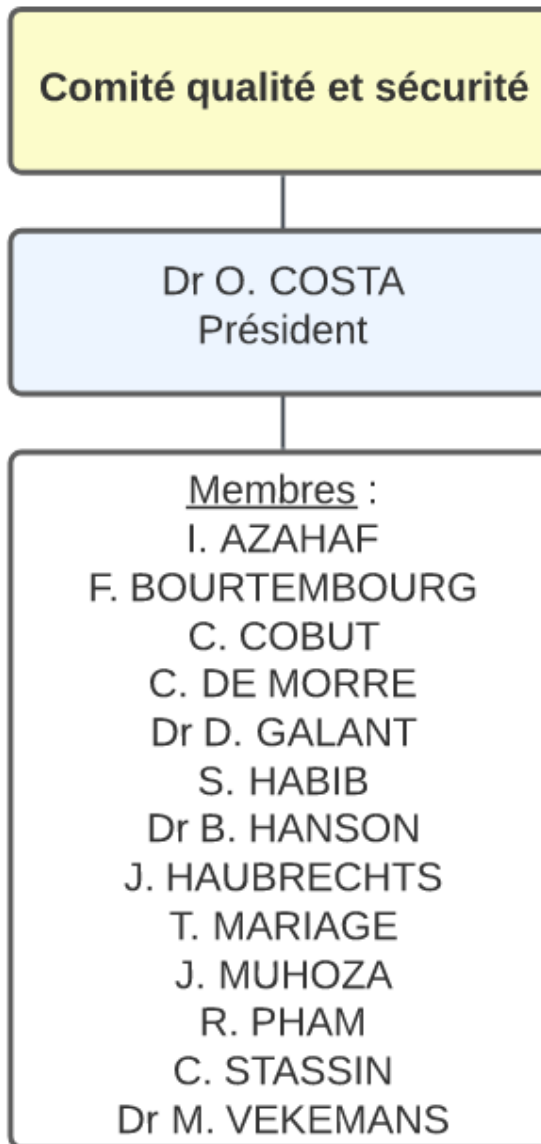 Comité qualité et sécurité
Dr O. COSTA
Président
Membres :
I. AZAHAF
F. BOURTEMBOURG
C. COBUT
C. DE MORRE
Dr D. GALANT
S. HABIB
Dr B. HANSON
J. HAUBRECHTS
T. MARIAGE
J. MUHOZA
R. PHAM
C. STASSIN
Dr M. VEKEMANS